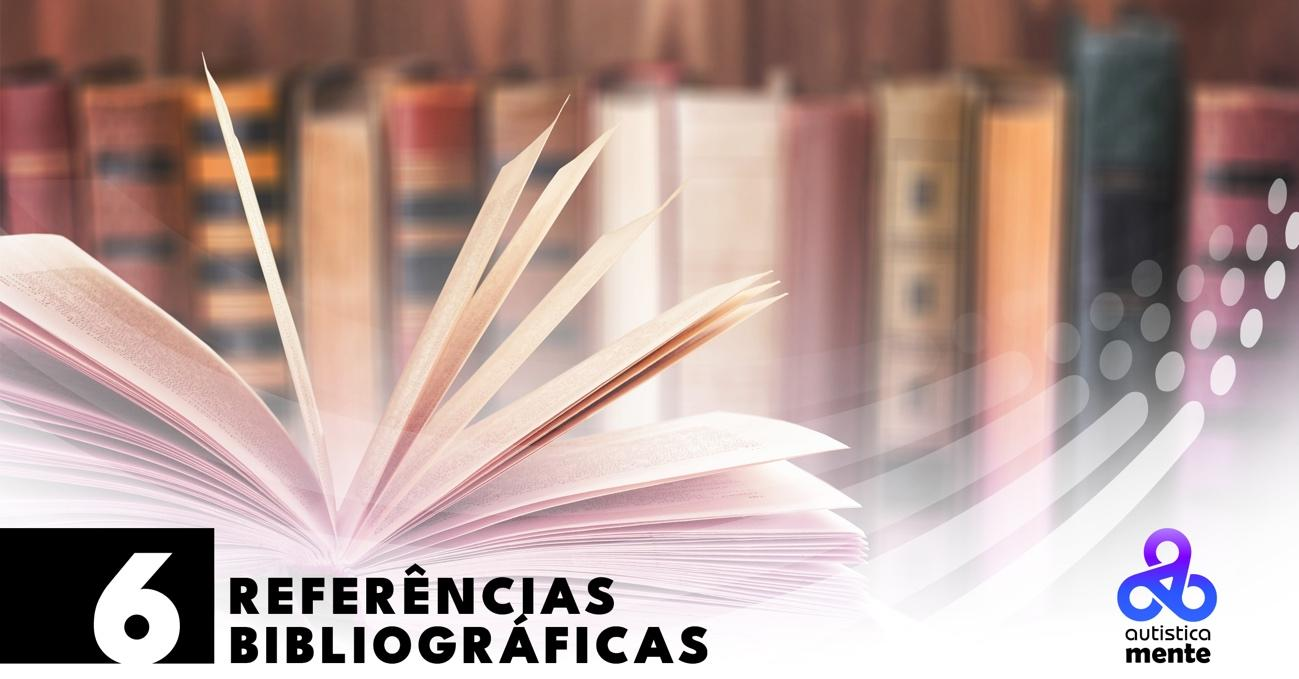 6
REFERÊNCIAS
BIBLIOGRÁFICAS
autistica
mente